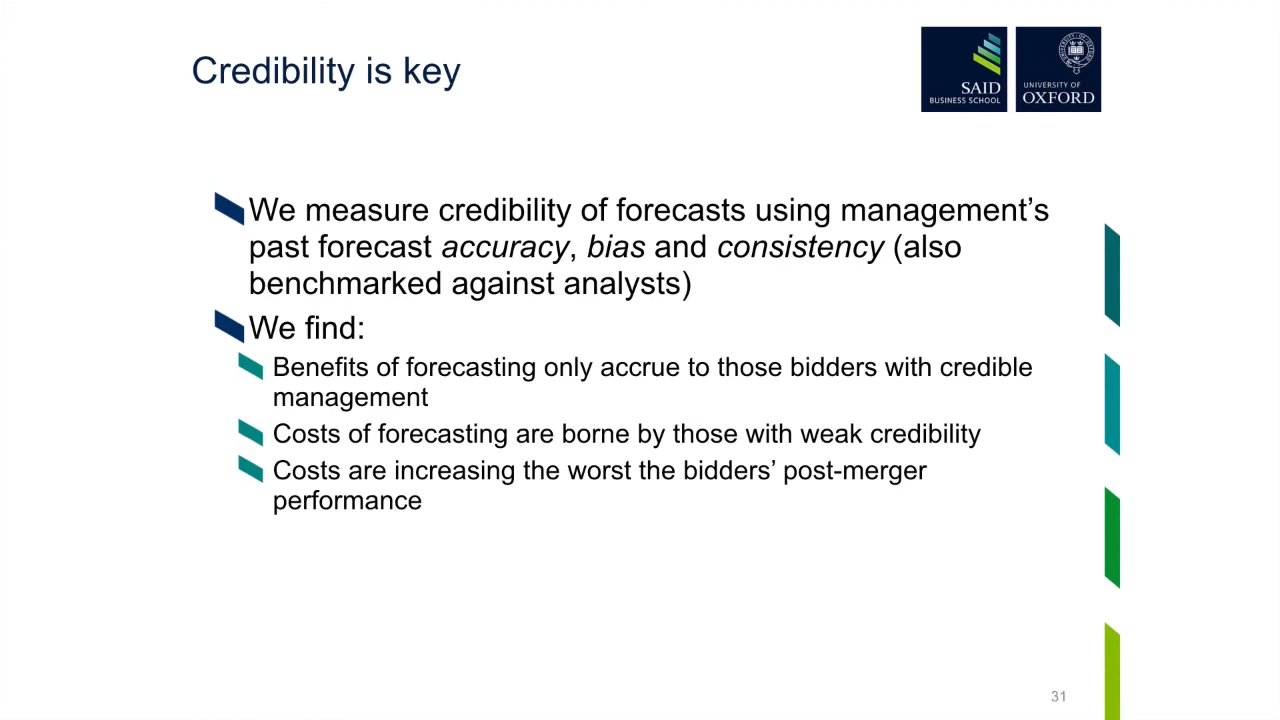 Credibility is key
SAID
BUSINESS SCHOOL
UNIVERSITY OF
OXFORD
We measure credibility of forecasts using management’s
past forecast accuracy, bias and consistency (also
benchmarked against analysts)
We find:
Benefits of forecasting only accrue to those bidders with credible
management
Costs of forecasting are borne by those with weak credibility
Costs are increasing the worst the bidders’ post-merger
performance
31